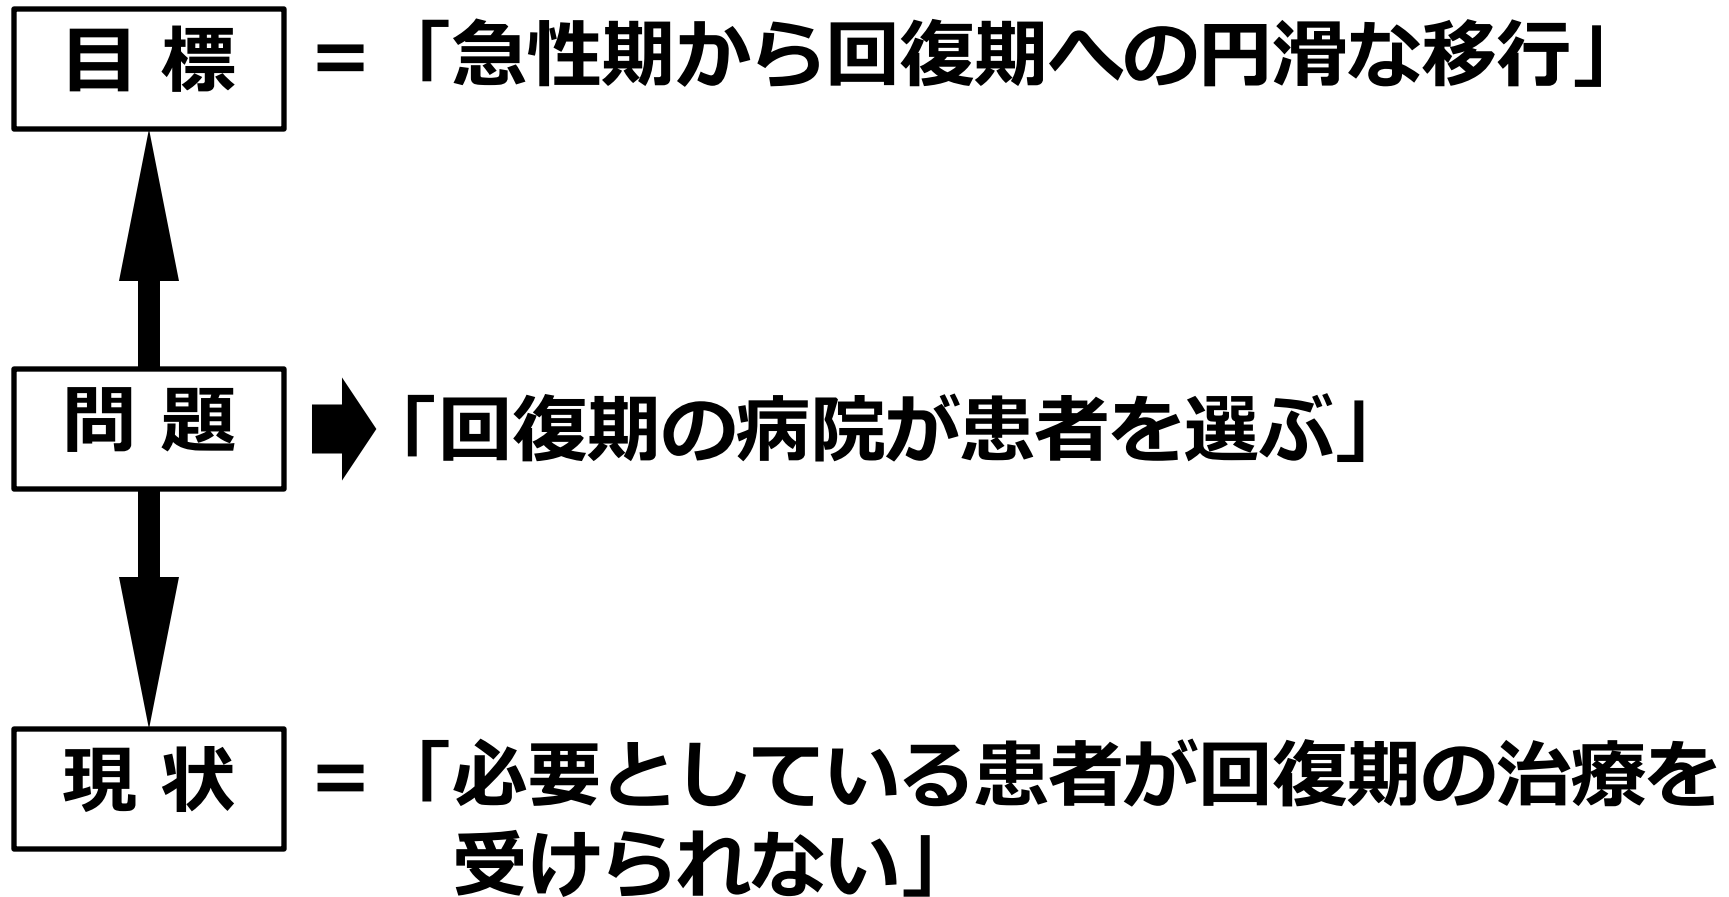 目 標 =「急性期から回復期への円滑な移行」
問 題 「回復期の病院が患者を選ぶ」
現 状 =「必要としている患者が回復期の治療を
受けられない」